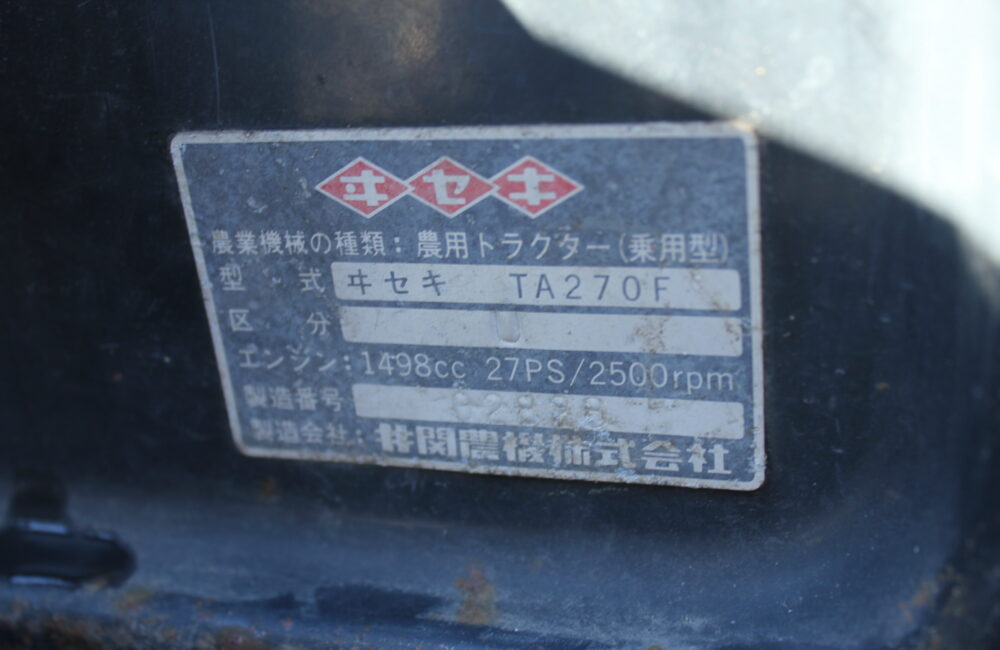 ヰセキ
農業機械の種類：農用トラクター（乗用型）
型式 ヰセキ TA270F
区分 U
エンジン：1498cc 27PS/2500rpm
製造番号
製造会社：井関農機株式会社